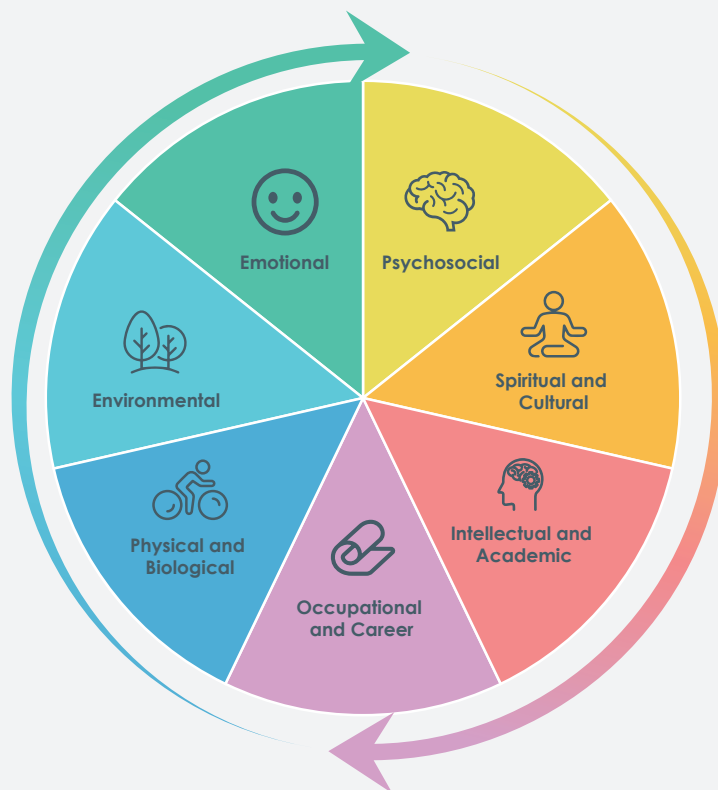 Emotional
Psychosocial
Spiritual and
Cultural
Intellectual and
Academic
Occupational
and Career
Physical and
Biological
Environmental